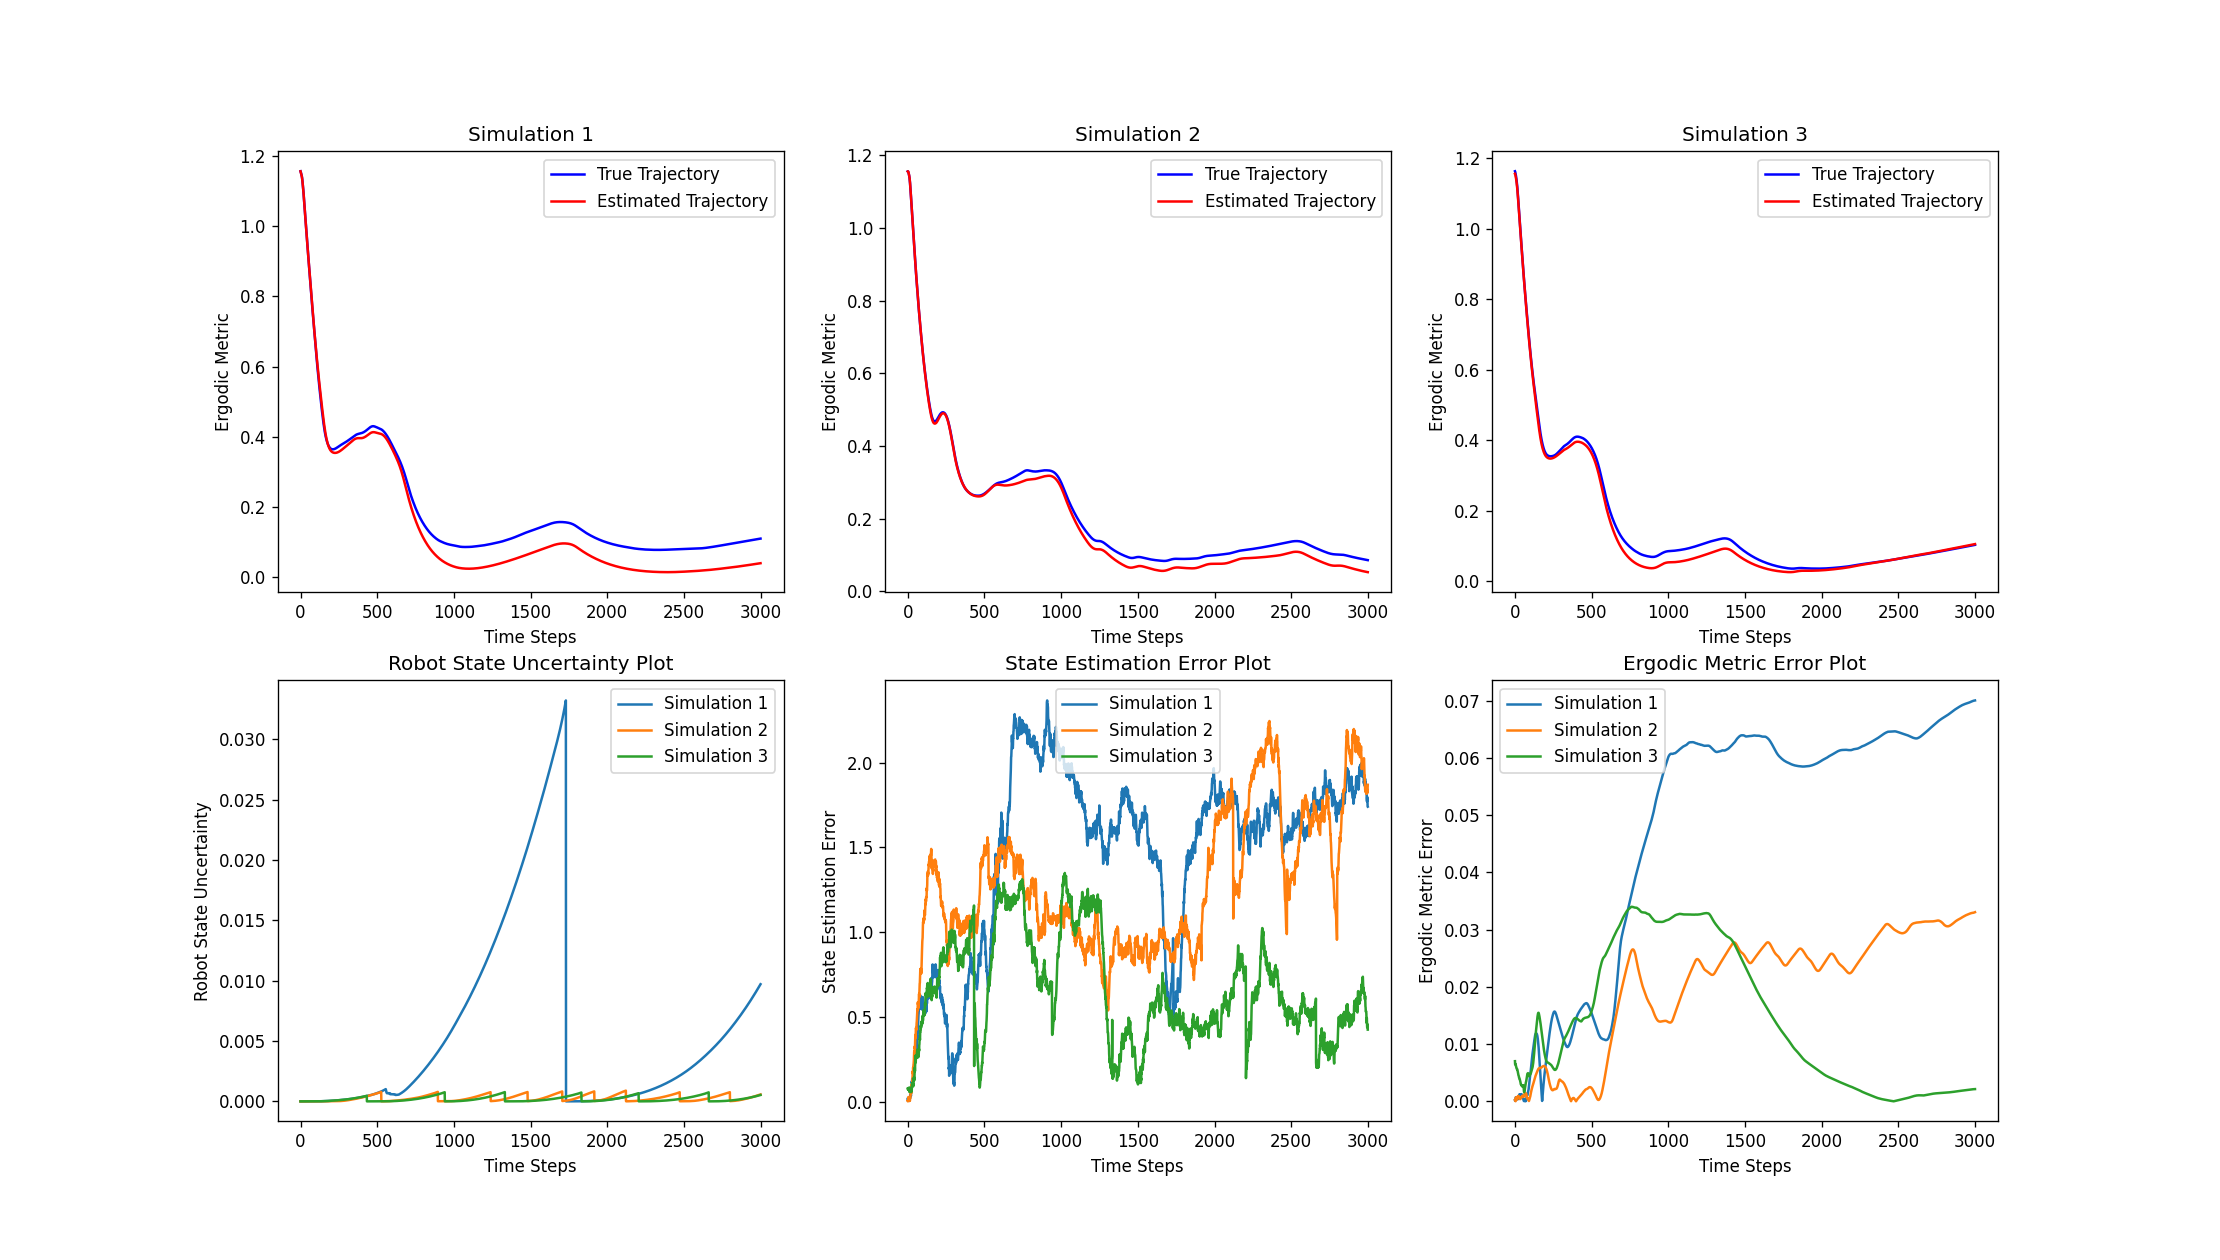 Simulation 1
Ergodic Metric
1.2
1.0
0.8
0.6
0.4
0.2
0.0
True Trajectory
Estimated Trajectory
0 500 1000 1500 2000 2500 3000
Time Steps
Simulation 2
Ergodic Metric
1.2
1.0
0.8
0.6
0.4
0.2
0.0
True Trajectory
Estimated Trajectory
0 500 1000 1500 2000 2500 3000
Time Steps
Simulation 3
Ergodic Metric
1.2
1.0
0.8
0.6
0.4
0.2
0.0
True Trajectory
Estimated Trajectory
0 500 1000 1500 2000 2500 3000
Time Steps
Robot State Uncertainty Plot
Robot State Uncertainty
0.030
0.025
0.020
0.015
0.010
0.005
0.000
Simulation 1
Simulation 2
Simulation 3
0 500 1000 1500 2000 2500 3000
Time Steps
State Estimation Error Plot
State Estimation Error
2.0
1.5
1.0
0.5
0.0
Simulation 1
Simulation 2
Simulation 3
0 500 1000 1500 2000 2500 3000
Time Steps
Ergodic Metric Error Plot
Ergodic Metric Error
0.07
0.06
0.05
0.04
0.03
0.02
0.01
0.00
Simulation 1
Simulation 2
Simulation 3
0 500 1000 1500 2000 2500 3000
Time Steps